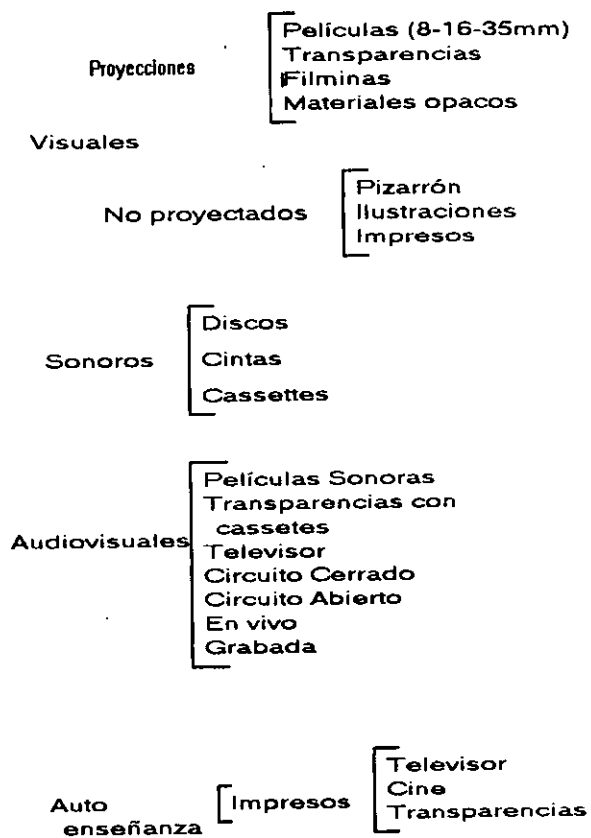 Películas (8-16-35mm)
Proyecciones
Transparencias
Filminas
Materiales opacos
Visuales
No proyectados
Pizarrón
Ilustraciones
Impresos
Sonoros
Discos
Cintas
Cassettes
Audiovisuales
Películas Sonoras
Transparencias con
cassetes
Televisor
Circuito Cerrado
Circuito Abierto
En vivo
Grabada
Auto
enseñanza
Impresos
Televisor
Cine
Transparencias